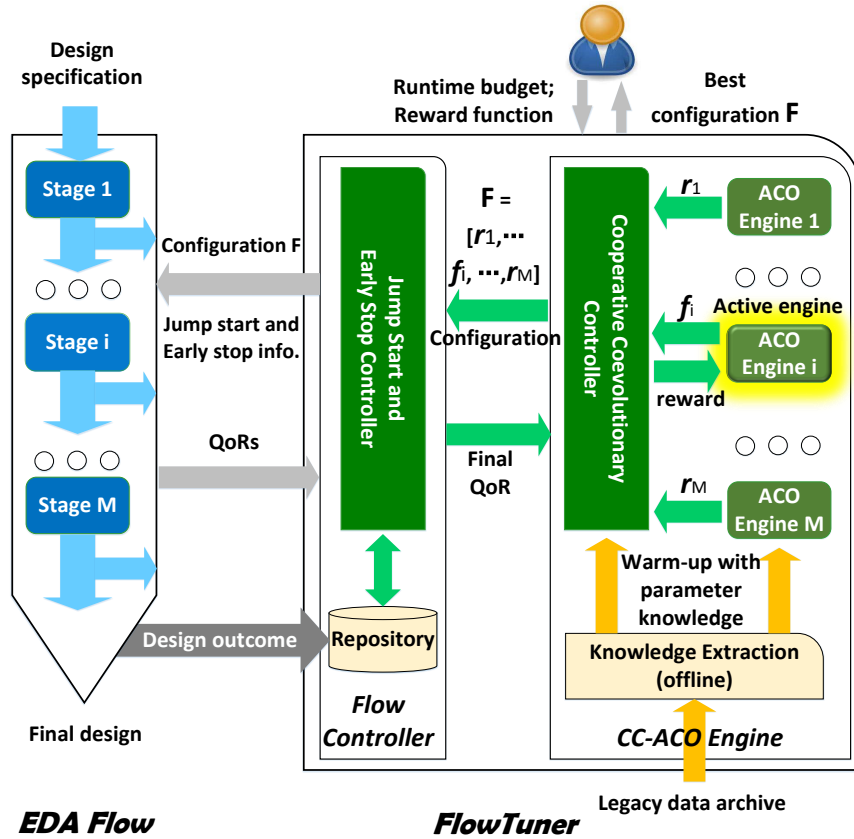 Design
specification
Runtime budget;
Reward function
Best
configuration F
Stage 1
Configuration F
Jump start and
Early stop info.
Stage i
QoRs
Stage M
Design outcome
Final design
EDA Flow
Jump Start and
Early Stop Controller
F =
[r1,...
fi, ...,rM]
Configuration
Final
QoR
Repository
Flow
Controller
Cooperative Coevolutionary
Controller
r1
ACO
Engine 1
Active engine
fi
ACO
Engine i
reward
rM
ACO
Engine M
Warm-up with
parameter
knowledge
Knowledge Extraction
(offline)
CC-ACO Engine
FlowTuner
Legacy data archive